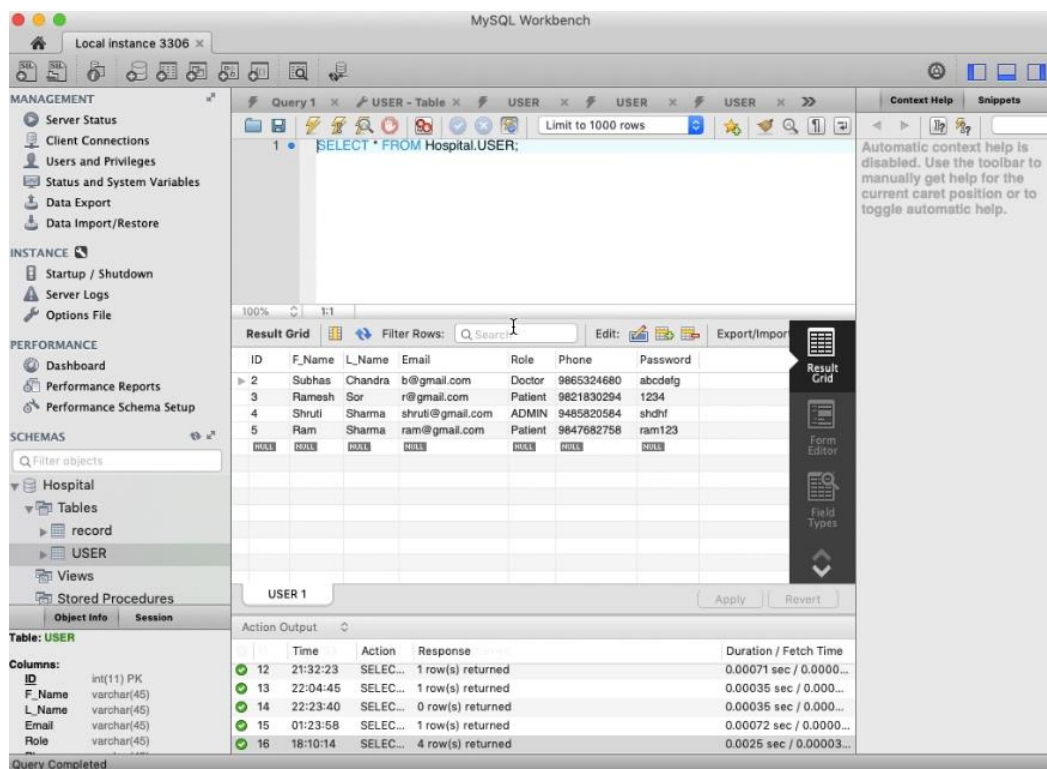 MySQL Workbench
Local instance 3306
MANAGEMENT
Server Status
Client Connections
Users and Privileges
Status and System Variables
Data Export
Data Import/Restore
INSTANCE
Startup / Shutdown
Server Logs
Options File
PERFORMANCE
Dashboard
Performance Reports
Performance Schema Setup
SCHEMAS
Filter objects
Hospital
Tables
record
USER
Views
Stored Procedures
Object Info Session
Table: USER
Columns:
ID int(11) PK
F_Name varchar(45)
L_Name varchar(45)
Email varchar(45)
Role varchar(45)
Query Completed
Query 1 USER - Table USER USER USER
Limit to 1000 rows
1 SELECT * FROM Hospital.USER;
100% 1:1
Result Grid Filter Rows: Search Edit: Export/Import
ID F_Name L_Name Email Role Phone Password
2 Subhas Chandra b@gmail.com Doctor 9865324680 abcdefg
3 Ramesh Sor r@gmail.com Patient 9821830294 1234
4 Shruti Sharma shruti@gmail.com ADMIN 9485820584 shdhf
5 Ram Sharma ram@gmail.com Patient 9847682758 ram123
NULL NULL NULL NULL NULL NULL NULL
Result
Grid
Form
Editor
Field
Types
USER 1
Apply Revert
Action Output
Time Action Response Duration / Fetch Time
12 21:32:23 SELEC... 1 row(s) returned 0.00071 sec / 0.0000...
13 22:04:45 SELEC... 1 row(s) returned 0.00035 sec / 0.000...
14 22:23:40 SELEC... 0 row(s) returned 0.00035 sec / 0.000...
15 01:23:58 SELEC... 1 row(s) returned 0.00072 sec / 0.0000...
16 18:10:14 SELEC... 4 row(s) returned 0.0025 sec / 0.00003...
Context Help Snippets
Automatic context help is
disabled. Use the toolbar to
manually get help for the
current caret position or to
toggle automatic help.